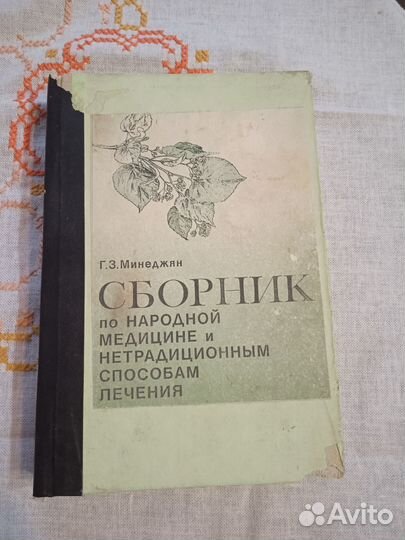 Г.З.Минеджян
СБОРНИК
по НАРОДНОЙ
МЕДИЦИНЕ и
НЕТРАДИЦИОННЫМ
СПОСОБАМ
ЛЕЧЕНИЯ
Avito